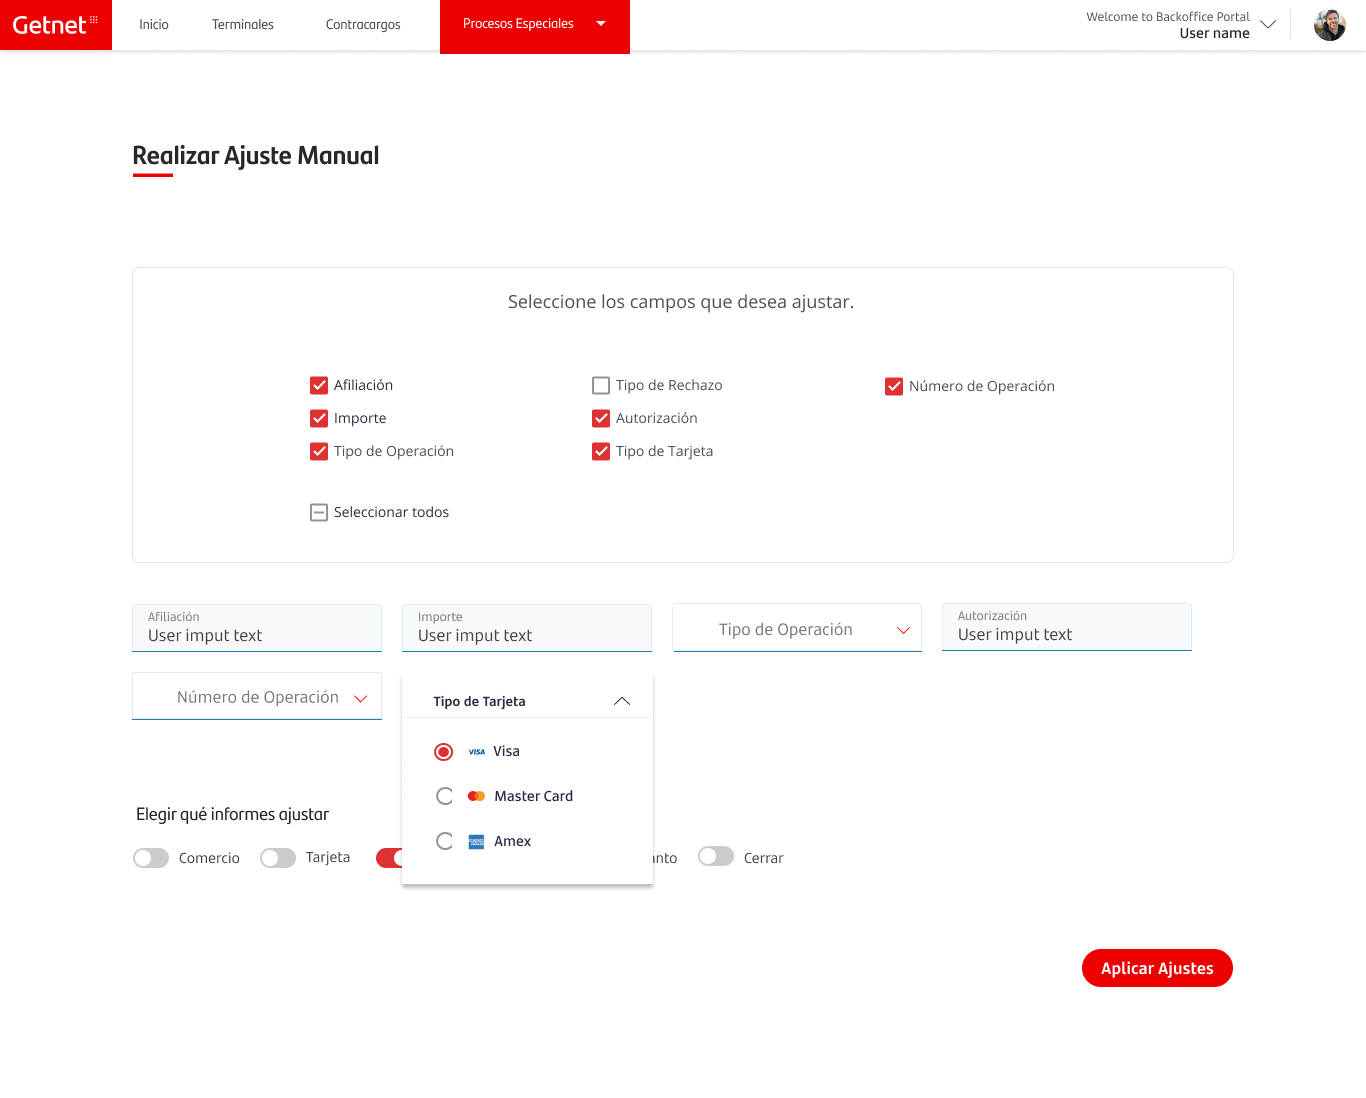 Getnet
Inicio
Terminales
Contracargos
Procesos Especiales
Welcome to Backoffice Portal
User name
Realizar Ajuste Manual
Seleccione los campos que desea ajustar.
Afiliación
Tipo de Rechazo
Número de Operación
Importe
Autorización
Tipo de Operación
Tipo de Tarjeta
Seleccionar todos
Afiliación
User imput text
Importe
User imput text
Tipo de Operación
Autorización
User imput text
Número de Operación
Tipo de Tarjeta
VISA Visa
Master Card
Amex
Elegir qué informes ajustar
Comercio
Tarjeta
anto
Cerrar
Aplicar Ajustes